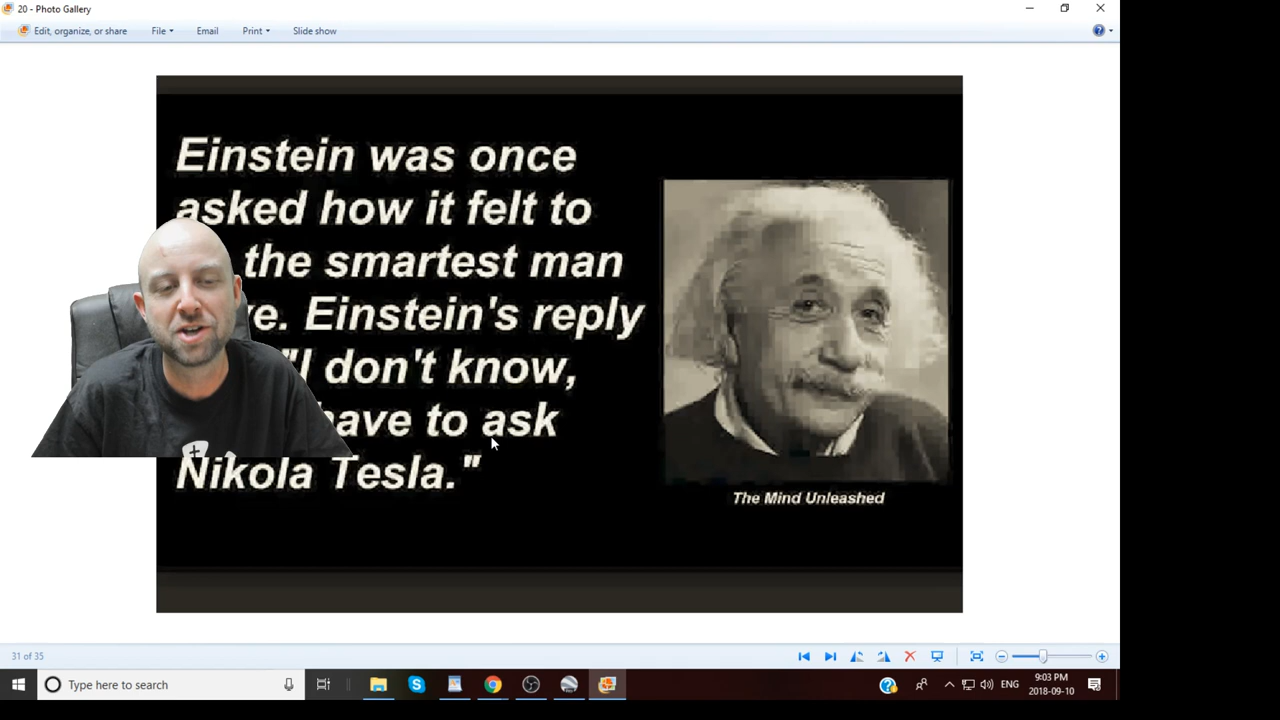 20 - Photo Gallery
Edit, organize, or share File Email Print Slide show
Einstein was once
asked how it felt to
the smartest man
Einstein's reply
"I don't know,
have to ask
Nikola Tesla."
The Mind Unleashed
31 of 35
Type here to search
ENG
9:03 PM
2018-09-10